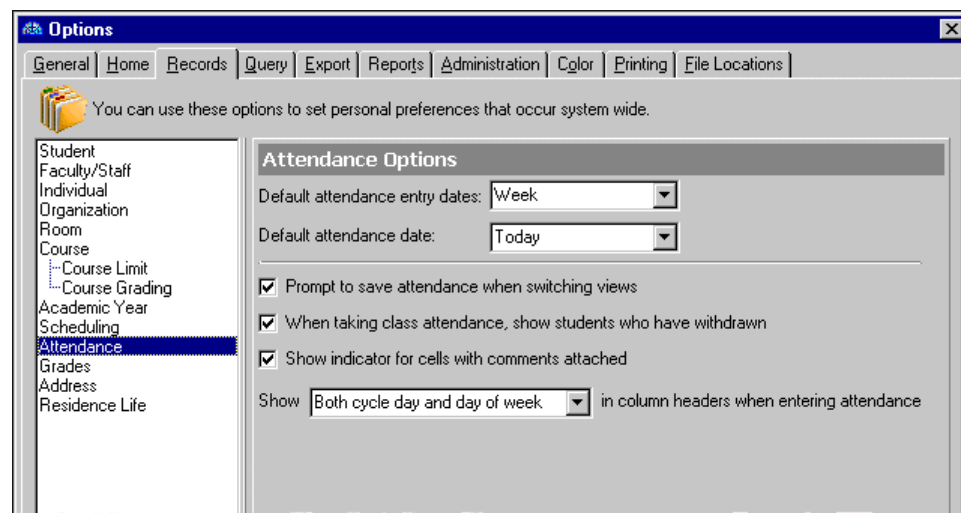 Options
General Home Records Query Export Reports Administration Color Printing File Locations
You can use these options to set personal preferences that occur system wide.
Student
Faculty/Staff
Individual
Organization
Room
Course
Course Limit
Course Grading
Academic Year
Scheduling
Attendance
Grades
Address
Residence Life
Attendance Options
Default attendance entry dates: Week
Default attendance date: Today
Prompt to save attendance when switching views
When taking class attendance, show students who have withdrawn
Show indicator for cells with comments attached
Show Both cycle day and day of week in column headers when entering attendance